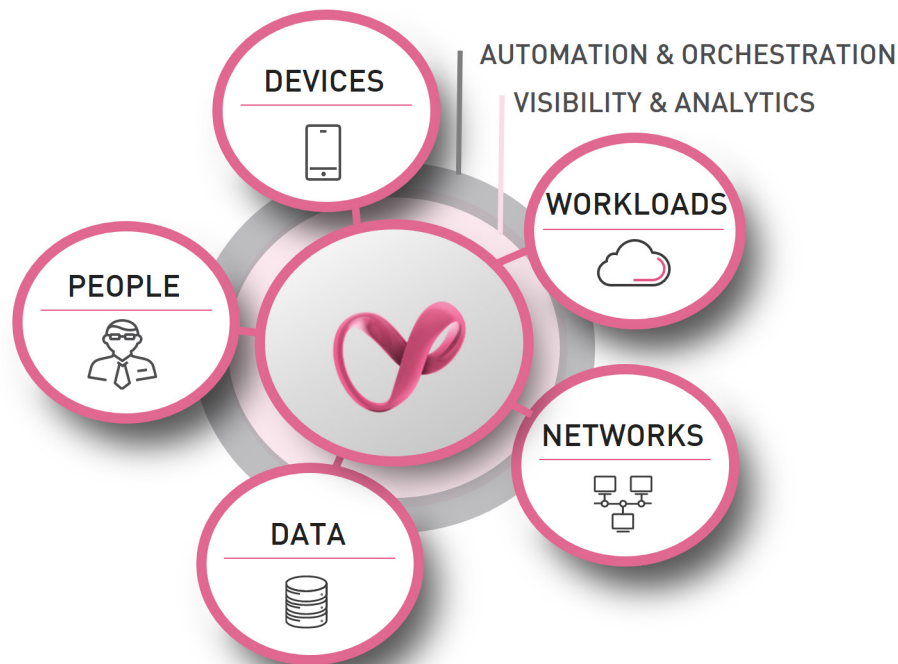 DEVICES
AUTOMATION & ORCHESTRATION
VISIBILITY & ANALYTICS
WORKLOADS
PEOPLE
NETWORKS
DATA